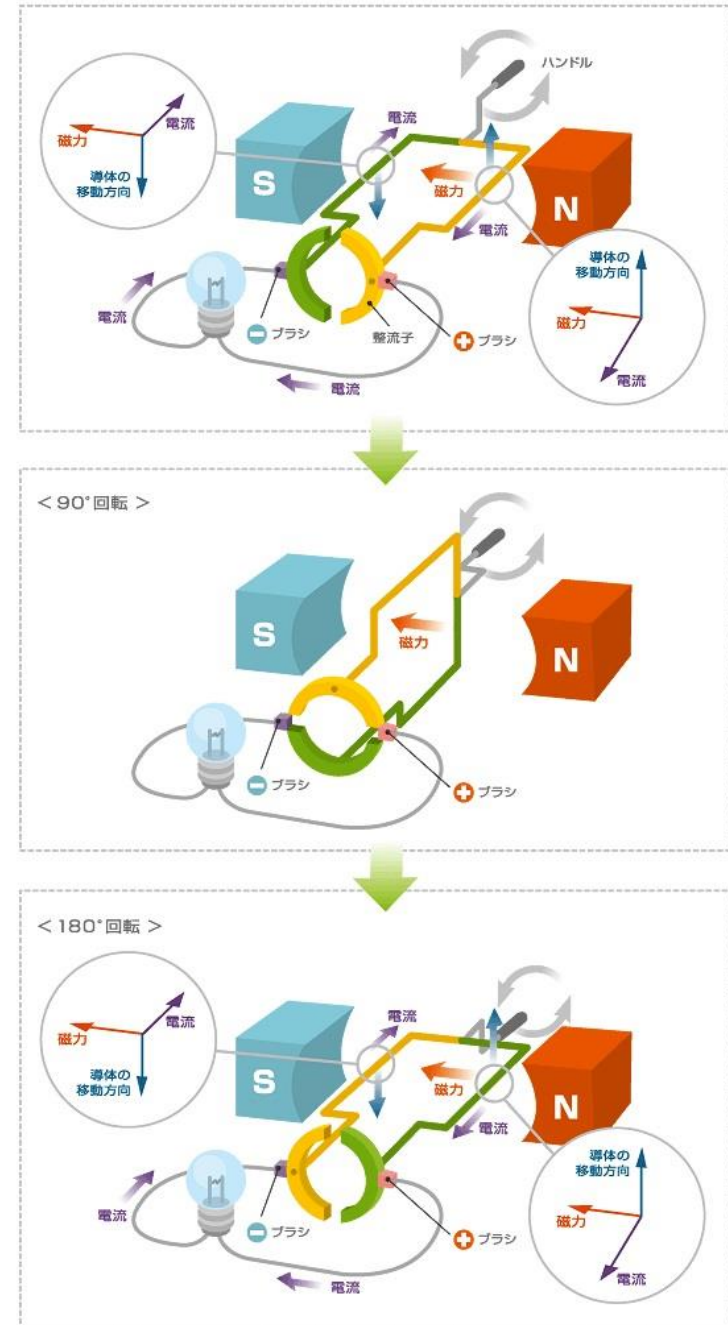 ハンドル
電流
磁力
電流
導体の
移動方向
S
磁力
N
電流
導体の
移動方向
磁力
電流
電流
− ブラシ
整流子
+ ブラシ
電流
< 90°回転 >
S
磁力
N
− ブラシ
+ ブラシ
< 180°回転 >
電流
電流
磁力
導体の
移動方向
S
磁力
N
電流
導体の
移動方向
磁力
電流
電流
− ブラシ
+ ブラシ
電流